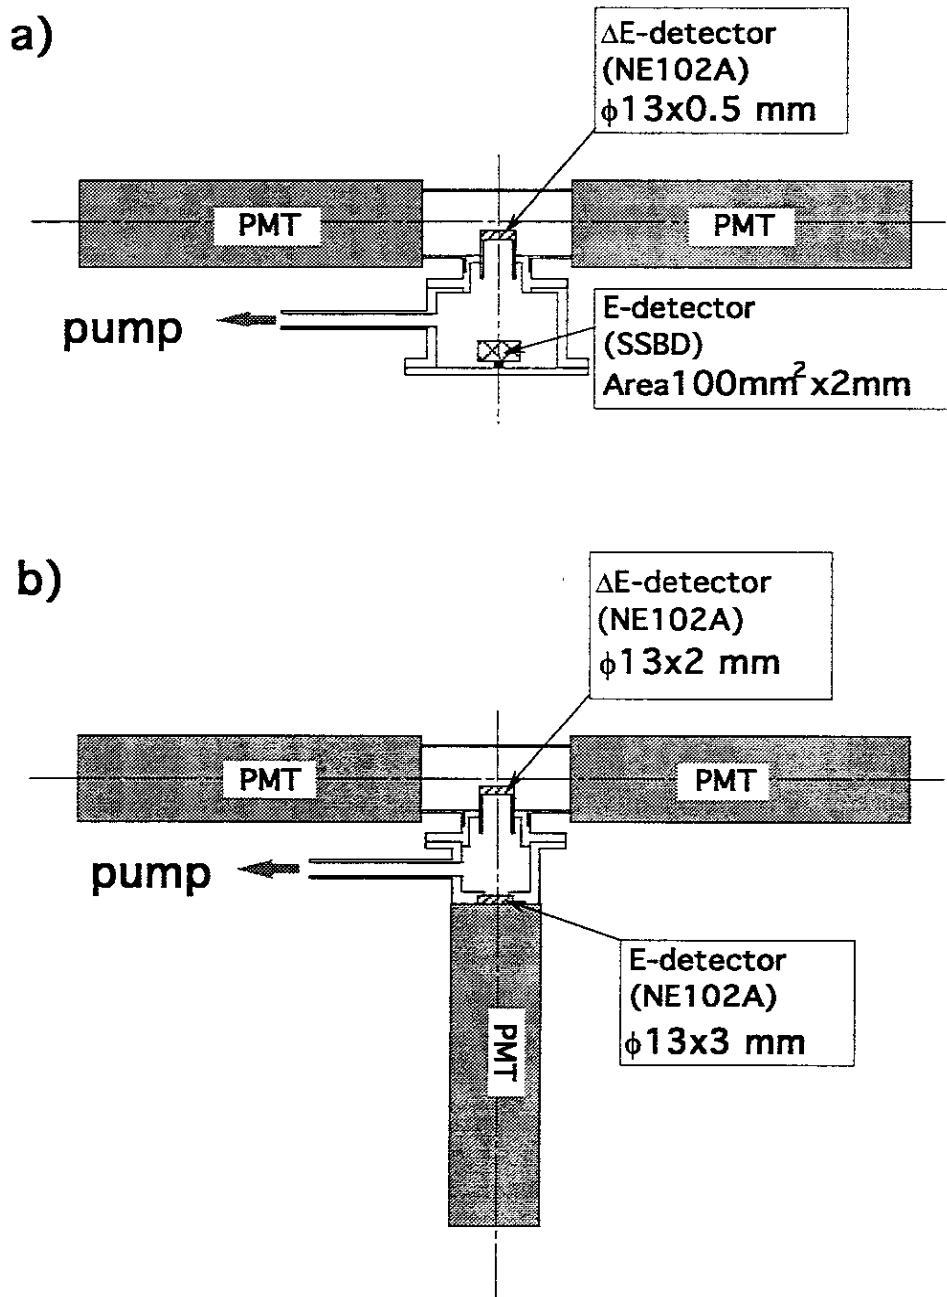 a)
ΔE-detector
(NE102A)
ϕ13x0.5 mm
PMT
PMT
pump
E-detector
(SSBD)
Area100mm²x2mm
b)
ΔE-detector
(NE102A)
ϕ13x2 mm
PMT
PMT
pump
E-detector
(NE102A)
ϕ13x3 mm
PMT